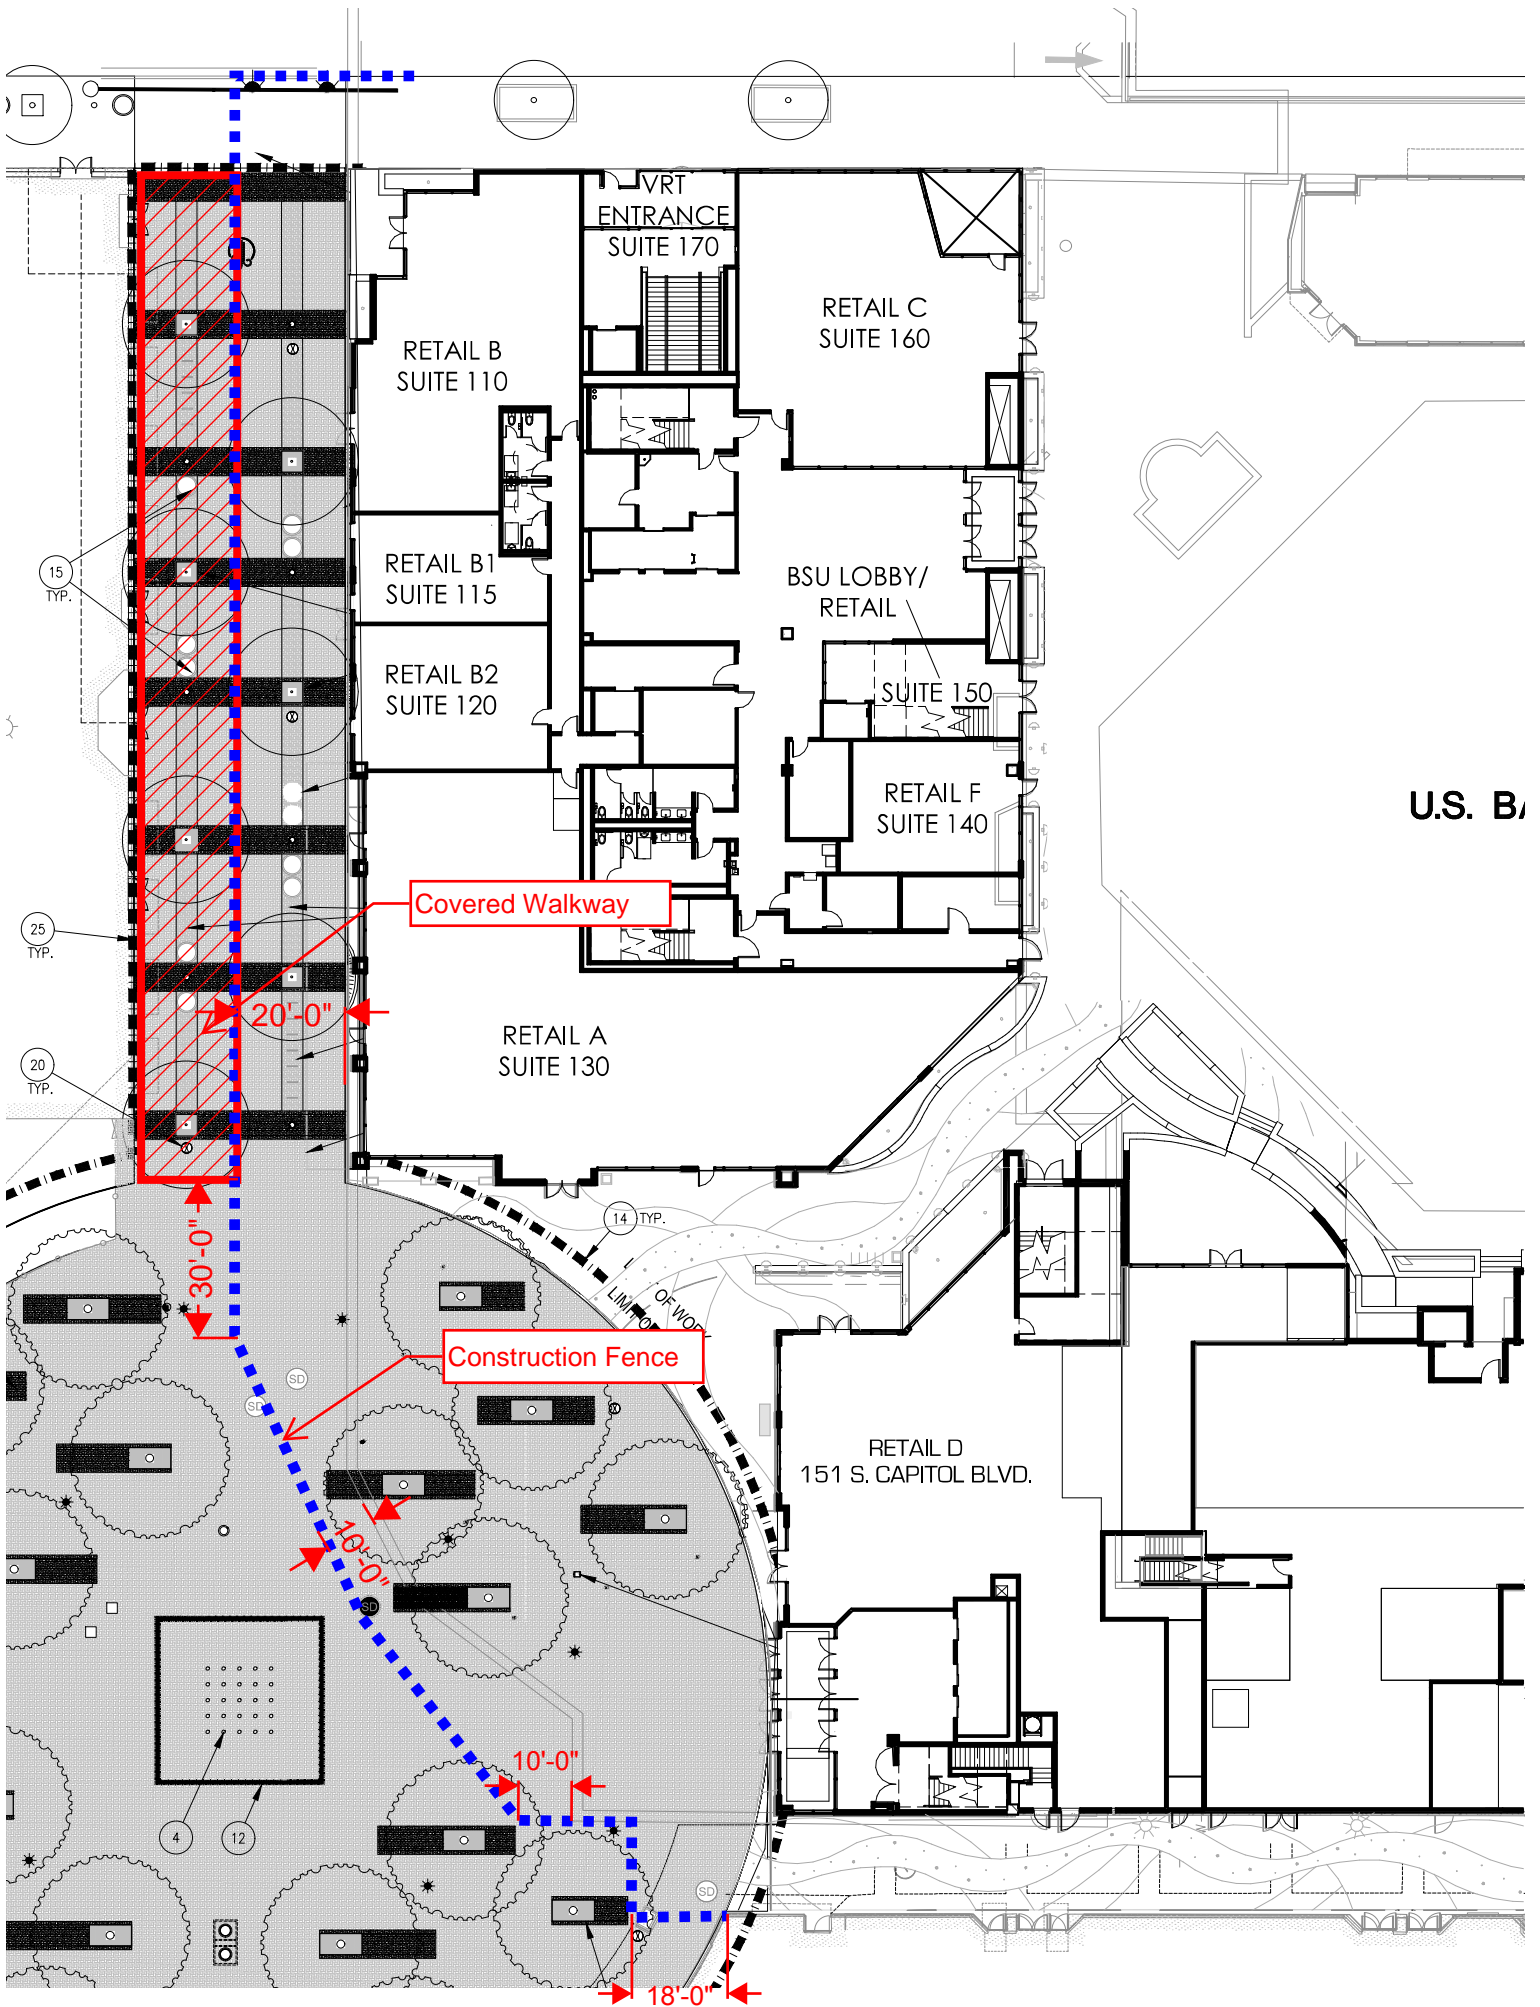 VRT
ENTRANCE
SUITE 170
RETAIL C
SUITE 160
RETAIL B
SUITE 110
15
TYP.
RETAIL B1
SUITE 115
BSU LOBBY/
RETAIL
RETAIL B2
SUITE 120
SUITE 150
RETAIL F
SUITE 140
U.S. BA
Covered Walkway
25
TYP.
20'-0"
RETAIL A
SUITE 130
20
TYP.
14 TYP.
30'-0"
OF WORK
Construction Fence
SD
SD
RETAIL D
151 S. CAPITOL BLVD.
10'-0"
SD
10'-0"
4
12
SD
18'-0"